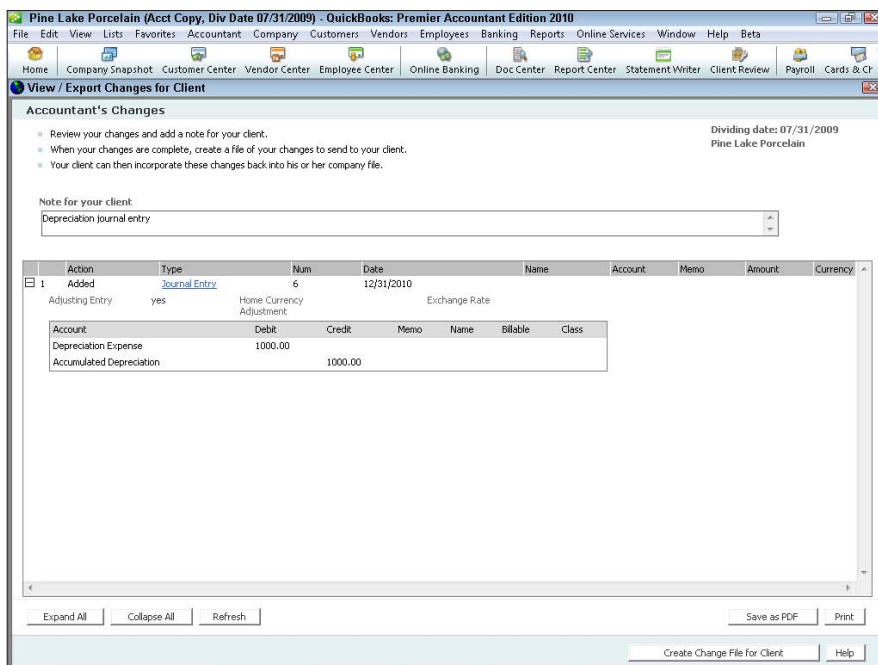 Pine Lake Porcelain (Acct Copy, Div Date 07/31/2009) - QuickBooks: Premier Accountant Edition 2010
File Edit View Lists Favorites Accountant Company Customers Vendors Employees Banking Reports Online Services Window Help Beta
Home Company Snapshot Customer Center Vendor Center Employee Center Online Banking Doc Center Report Center Statement Writer Client Review Payroll Cards & Ch
View / Export Changes for Client
Accountant's Changes
Review your changes and add a note for your client.
When your changes are complete, create a file of your changes to send to your client.
Your client can then incorporate these changes back into his or her company file.
Dividing date: 07/31/2009
Pine Lake Porcelain
Note for your client
Depreciation journal entry
Action Type Num Date Name Account Memo Amount Currency
1 Added Journal Entry 6 12/31/2010
Adjusting Entry yes Home Currency Adjustment Exchange Rate
Account Debit Credit Memo Name Billable Class
Depreciation Expense 1000.00
Accumulated Depreciation 1000.00
Expand All Collapse All Refresh Save as PDF Print
Create Change File for Client Help